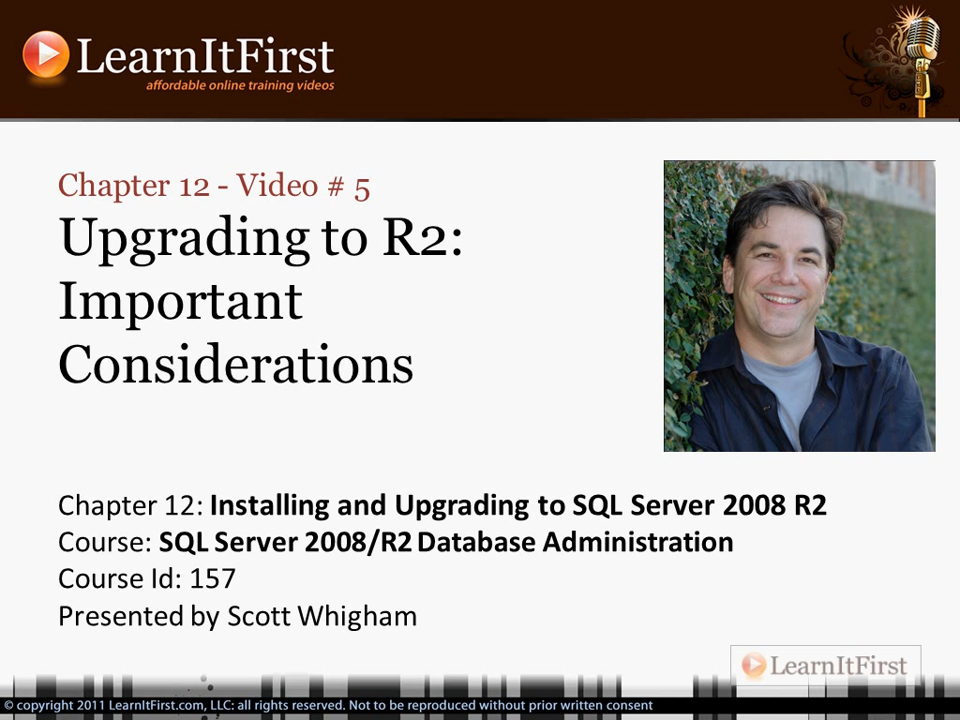 LearnItFirst
affordable online training videos
Chapter 12 - Video # 5
Upgrading to R2:
Important
Considerations
Chapter 12: Installing and Upgrading to SQL Server 2008 R2
Course: SQL Server 2008/R2 Database Administration
Course Id: 157
Presented by Scott Whigham
LearnItFirst
© copyright 2011 LearnItFirst.com, LLC: all rights reserved. Not to be reproduced without prior written consent